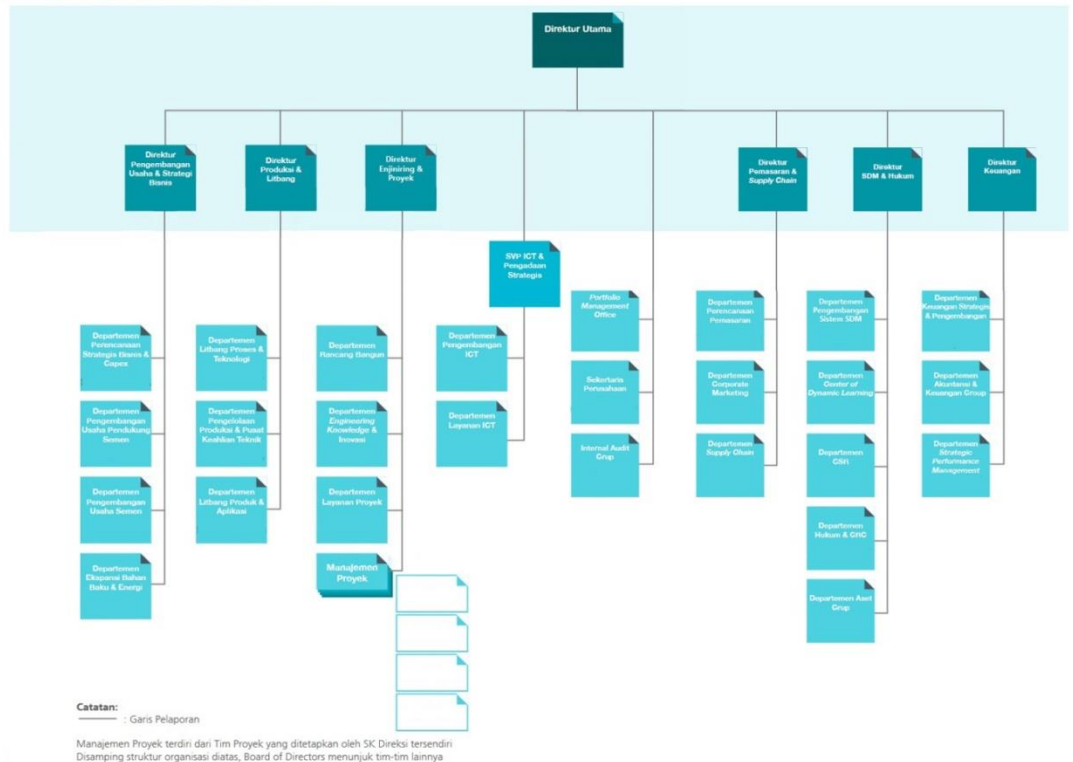 Direktur Utama
Direktur
Pengembangan
Usaha & Strategi
Bisnis
Direktur
Produksi &
Litbang
Direktur
Enjiniring &
Proyek
Direktur
Pemasaran &
Supply Chain
Direktur
SDM & Hukum
Direktur
Keuangan
SVP ICT &
Pengadaan
Strategis
Departemen
Perencanaan
Strategis Bisnis &
Capex
Departemen
Pengembangan
Usaha Pendukung
Semen
Departemen
Pengembangan
Usaha Semen
Departemen
Ekspansi Bahan
Baku & Energi
Departemen
Litbang Proses &
Teknologi
Departemen
Pengelolaan
Produksi & Pusat
Keahlian Teknik
Departemen
Litbang Produk &
Aplikasi
Departemen
Rancang Bangun
Departemen
Engineering
Knowledge &
Inovasi
Departemen
Layanan Proyek
Manajemen
Proyek
Departemen
Pengembangan
ICT
Departemen
Layanan ICT
Portfolio
Management
Office
Sekertaris
Perusahaan
Internal Audit
Grup
Departemen
Perencanaan
Pemasaran
Departemen
Corporate
Marketing
Departemen
Supply Chain
Departemen
Pengembangan
Sistem SDM
Departemen
Center of
Dynamic Learning
Departemen
CSR
Departemen
Hukum & GRC
Departemen Aset
Grup
Departemen
Keuangan Strategis
& Pengembangan
Departemen
Akuntansi &
Keuangan Group
Departemen
Strategic
Performance
Management
Catatan:
: Garis Pelaporan
Manajemen Proyek terdiri dari Tim Proyek yang ditetapkan oleh SK Direksi tersendiri
Disamping struktur organisasi diatas, Board of Directors menunjuk tim-tim lainnya